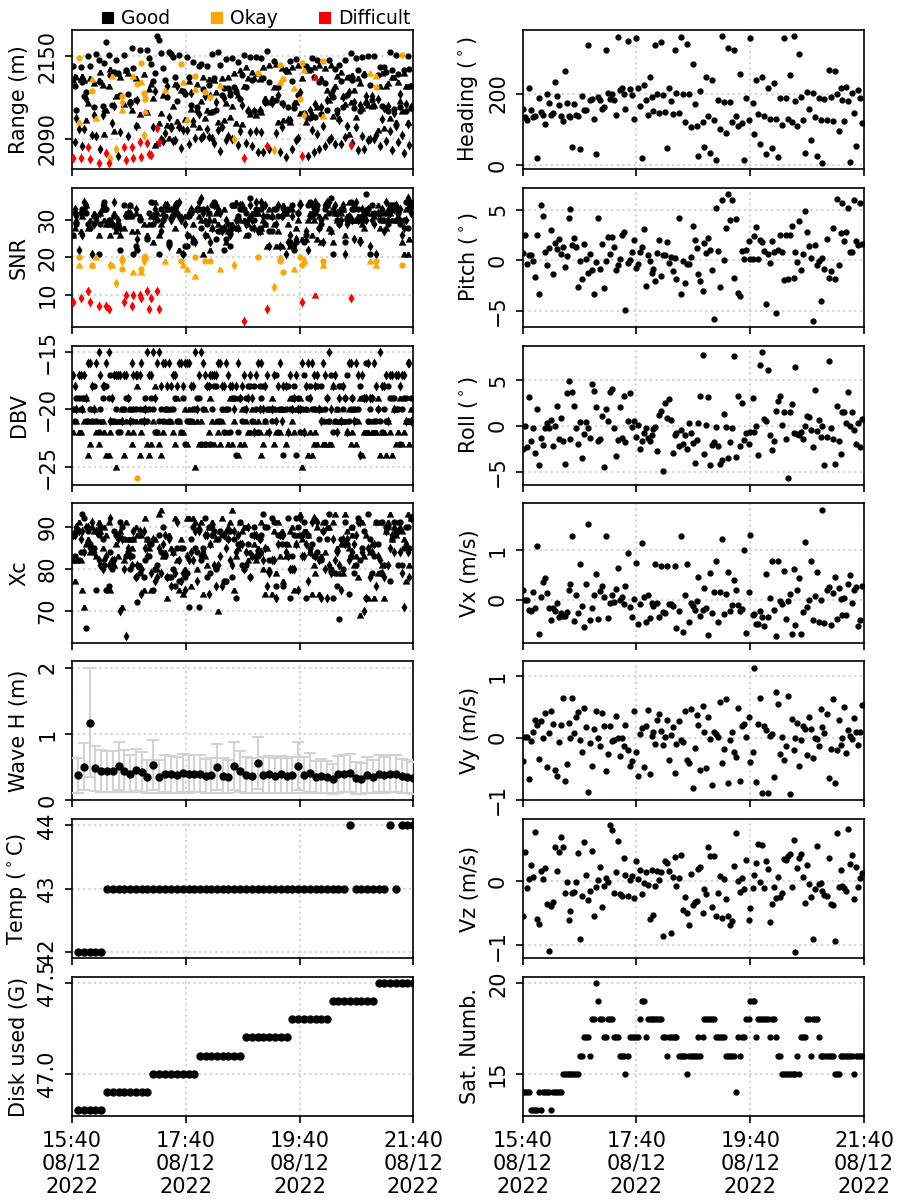 Good Okay Difficult
Range (m)
2150
2090
Heading (°)
200
0
SNR
30
20
10
Pitch (°)
5
0
−5
DBV
−15
−20
−25
Roll (°)
5
0
−5
Xc
90
80
70
Vx (m/s)
1
0
Wave H (m)
2
1
0
Vy (m/s)
1
0
−1
Temp (°C)
44
43
42
Vz (m/s)
0
−1
Disk used (G)
47.5
47.0
Sat. Numb.
20
15
15:40 17:40 19:40 21:40 15:40 17:40 19:40 21:40
08/12 08/12 08/12 08/12 08/12 08/12 08/12 08/12
2022 2022 2022 2022 2022 2022 2022 2022